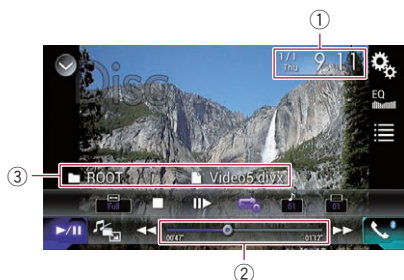 ①
1/1
Thu
9 11
Disc
EQ
③
ROOT
Video5.divx
Full
01
01
00'47"
01'12"
②